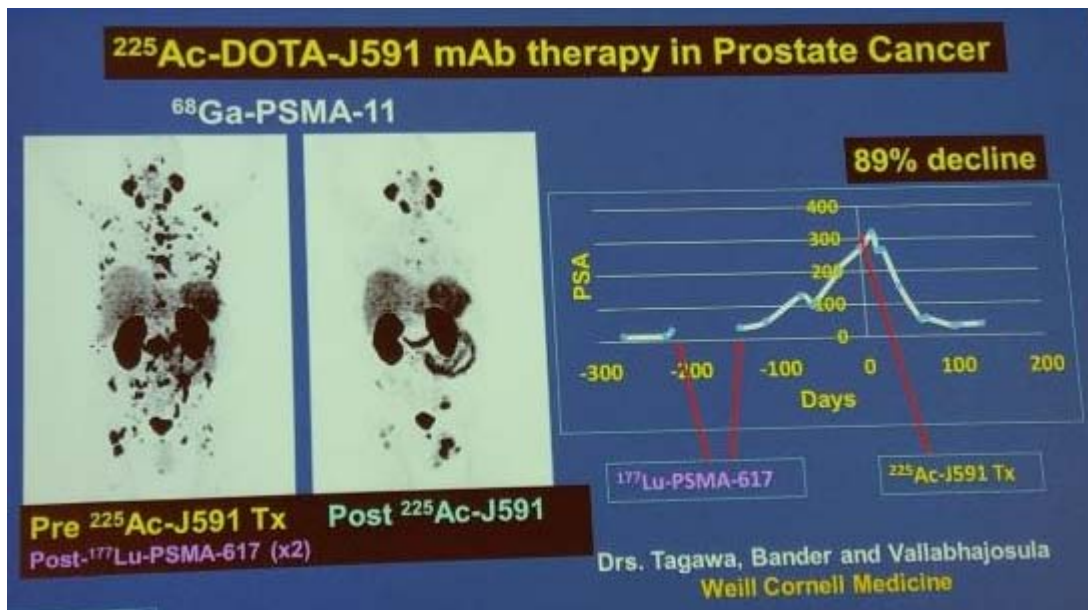 ²²⁵Ac-DOTA-J591 mAb therapy in Prostate Cancer
⁶⁸Ga-PSMA-11
89% decline
400
300
200
100
0
PSA
-300
-200
-100
0
100
200
Days
¹⁷⁷Lu-PSMA-617
²²⁵Ac-J591 Tx
Pre ²²⁵Ac-J591 Tx
Post-¹⁷⁷Lu-PSMA-617 (x2)
Post ²²⁵Ac-J591
Drs. Tagawa, Bander and Vallabhajosula
Weill Cornell Medicine